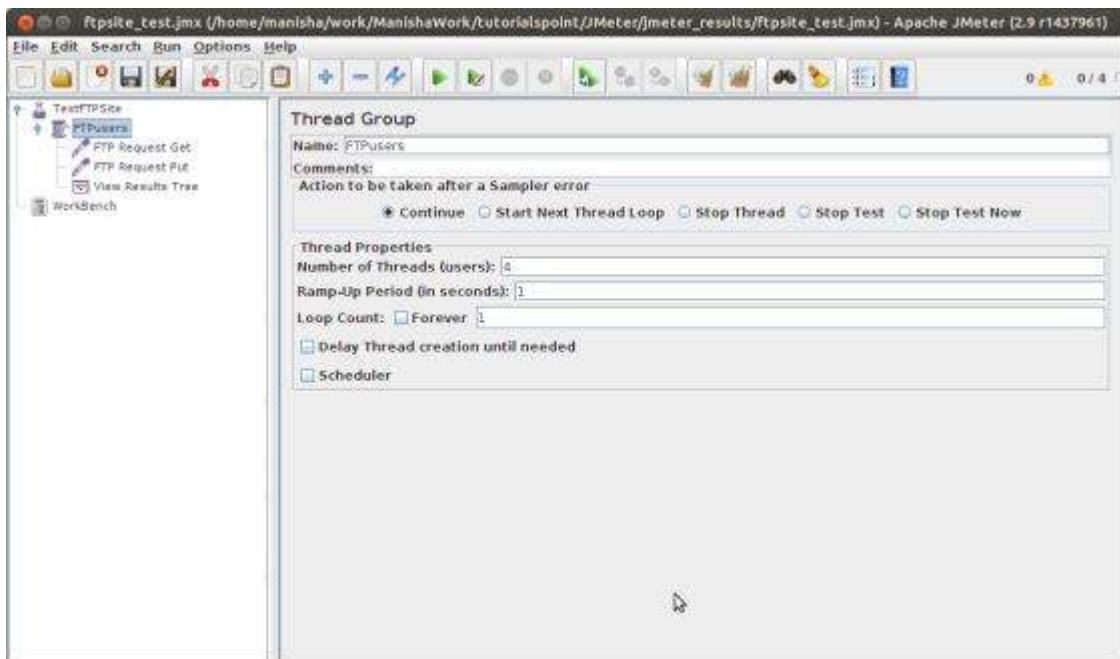 ftpsite_test.jmx (/home/manisha/work/ManishaWork/tutorialspoint/JMeter/jmeter_results/ftpsite_test.jmx) - Apache JMeter (2.9 r1437961)
File Edit Search Run Options Help
0 0 / 4
TestFTPSite
FTPusers
FTP Request Get
FTP Request Put
View Results Tree
WorkBench
Thread Group
Name: FTPusers
Comments:
Action to be taken after a Sampler error
Continue Start Next Thread Loop Stop Thread Stop Test Stop Test Now
Thread Properties
Number of Threads (users): 4
Ramp-Up Period (in seconds): 1
Loop Count: Forever 1
Delay Thread creation until needed
Scheduler